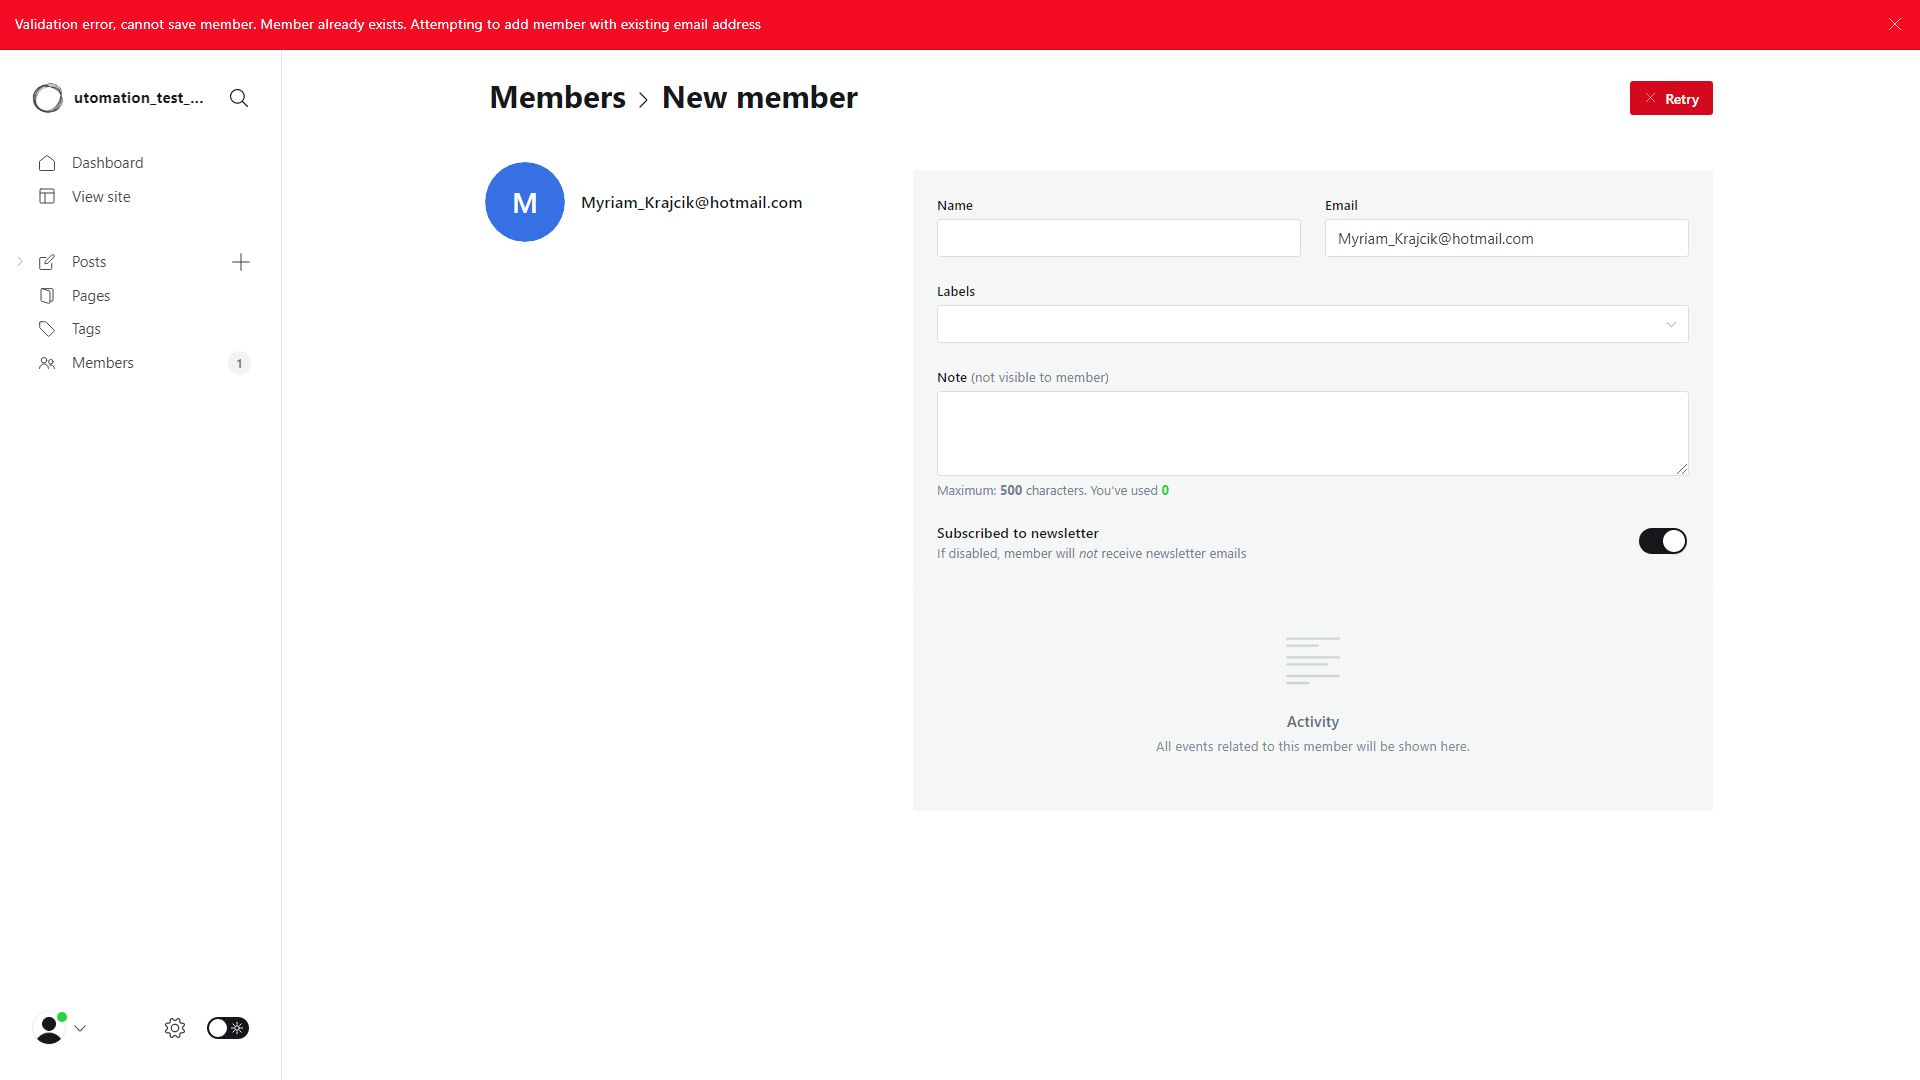 Validation error, cannot save member. Member already exists. Attempting to add member with existing email address
utomation_test_...
Members > New member
Retry
Dashboard
View site
M
Myriam_Krajcik@hotmail.com
Name
Email
Myriam_Krajcik@hotmail.com
Posts
Pages
Tags
Members
1
Labels
Note (not visible to member)
Maximum: 500 characters. You've used 0
Subscribed to newsletter
If disabled, member will not receive newsletter emails
Activity
All events related to this member will be shown here.